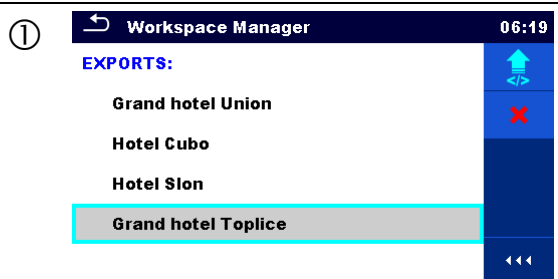 ①
Workspace Manager 06:19
EXPORTS:
</>
Grand hotel Union
Hotel Cubo
Hotel Slon
Grand hotel Toplice